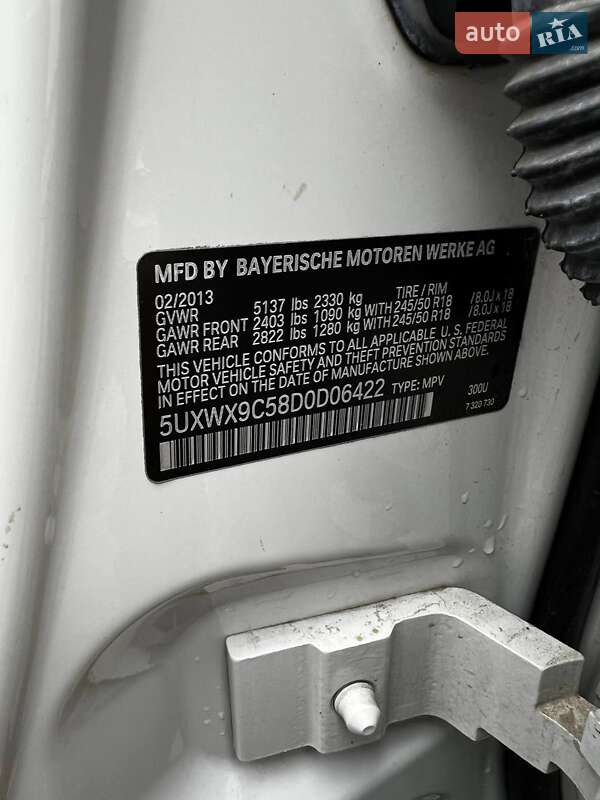 auto RIA .com
MFD BY BAYERISCHE MOTOREN WERKE AG
02/2013 TIRE / RIM
GVWR 5137 lbs 2330 kg
GAWR FRONT 2403 lbs 1090 kg WITH 245/50 R18 / 8.0J x 18
GAWR REAR 2822 lbs 1280 kg WITH 245/50 R18 / 8.0J x 18
THIS VEHICLE CONFORMS TO ALL APPLICABLE U. S. FEDERAL
MOTOR VEHICLE SAFETY AND THEFT PREVENTION STANDARDS
IN EFFECT ON THE DATE OF MANUFACTURE SHOWN ABOVE.
5UXWX9C58D0D06422 TYPE: MPV 300U
7 320 730